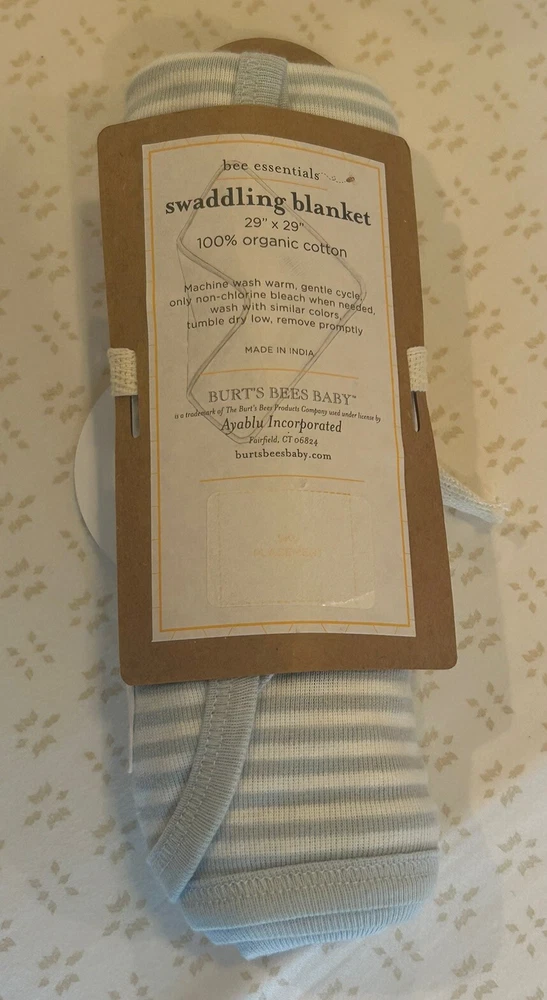 bee essentials
swaddling blanket
29" x 29"
100% organic cotton
Machine wash warm, gentle cycle,
only non-chlorine bleach when needed,
wash with similar colors,
tumble dry low, remove promptly
MADE IN INDIA
BURT'S BEES BABY™
is a trademark of The Burt's Bees Products Company used under license by
Ayablu Incorporated
Fairfield, CT 06824
burtsbeesbaby.com